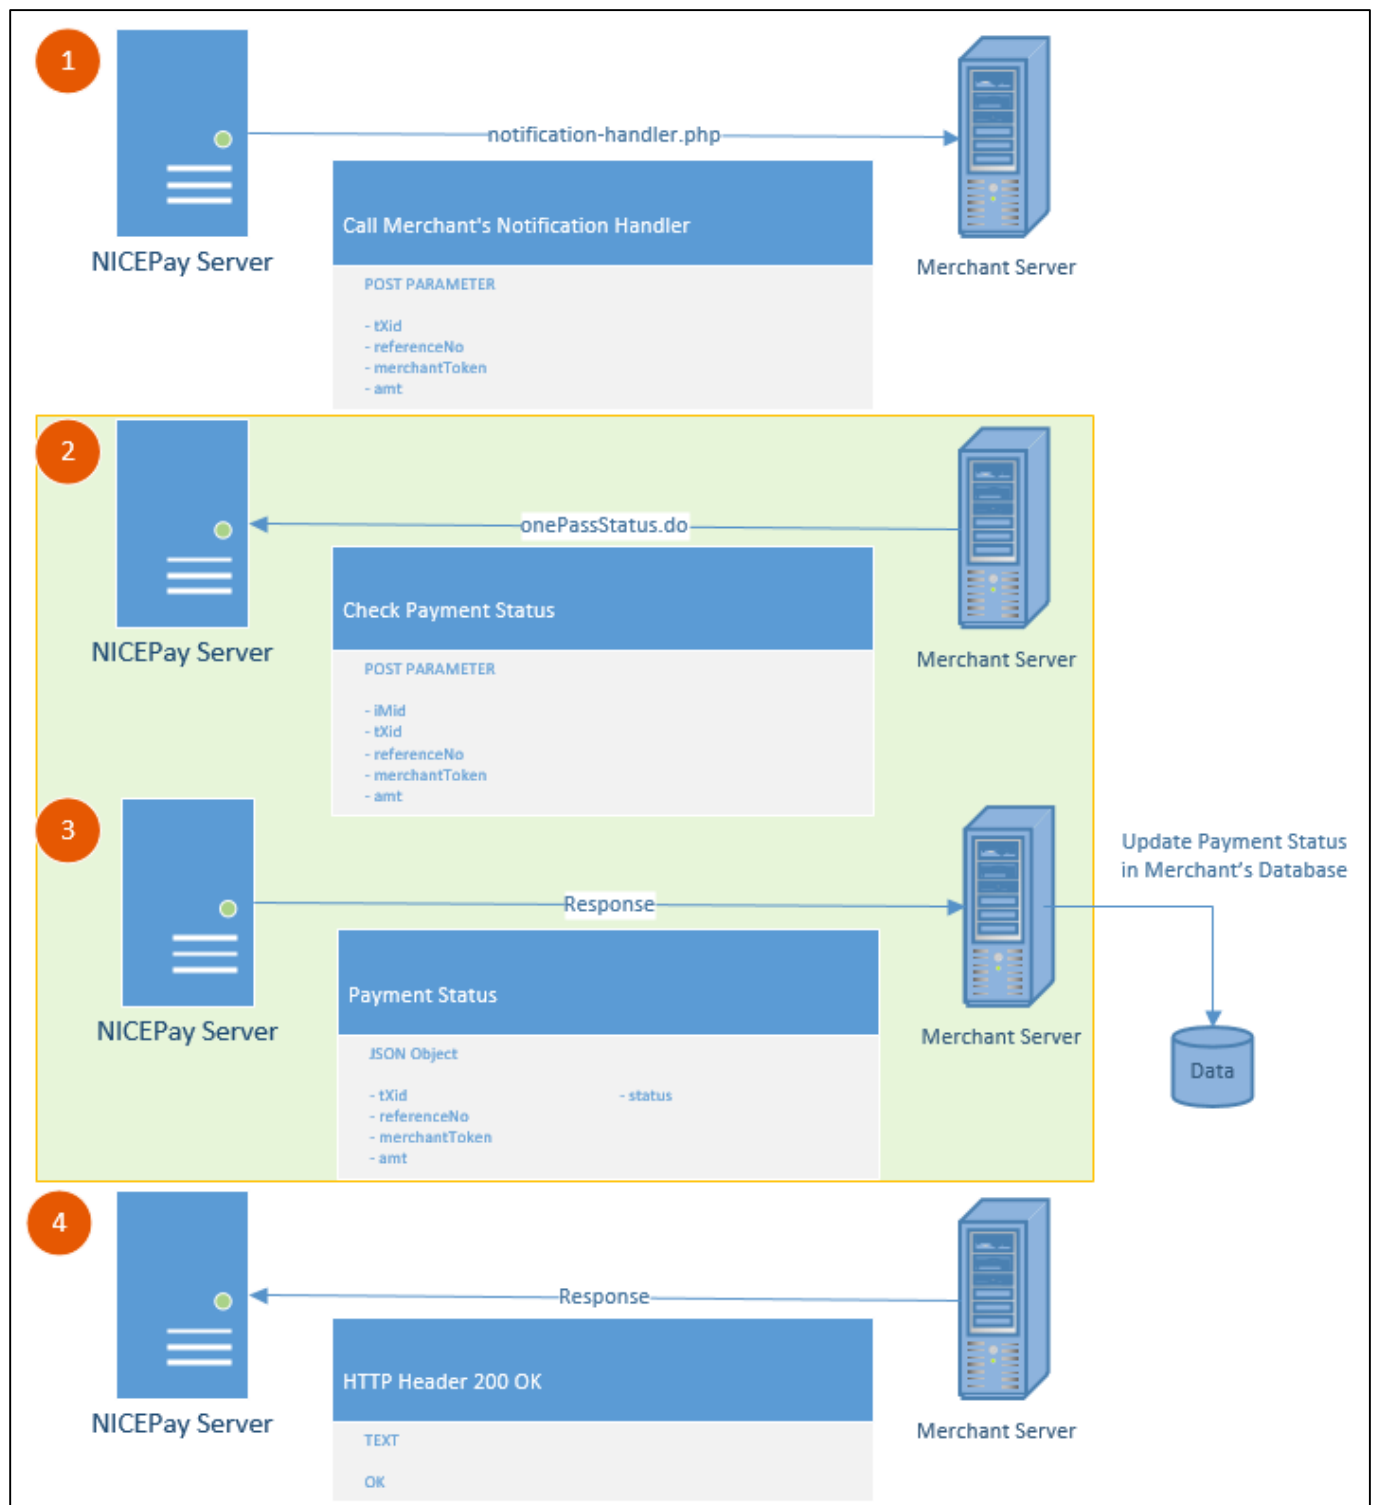 1
notification-handler.php
Call Merchant's Notification Handler
NICEPay Server
Merchant Server
POST PARAMETER
- tXid
- referenceNo
- merchantToken
- amt
2
onePassStatus.do
Check Payment Status
NICEPay Server
Merchant Server
POST PARAMETER
- iMid
- tXid
- referenceNo
- merchantToken
- amt
3
Update Payment Status
in Merchant's Database
Response
Payment Status
NICEPay Server
Merchant Server
JSON Object
Data
- tXid - status
- referenceNo
- merchantToken
- amt
4
Response
HTTP Header 200 OK
NICEPay Server
Merchant Server
TEXT
OK